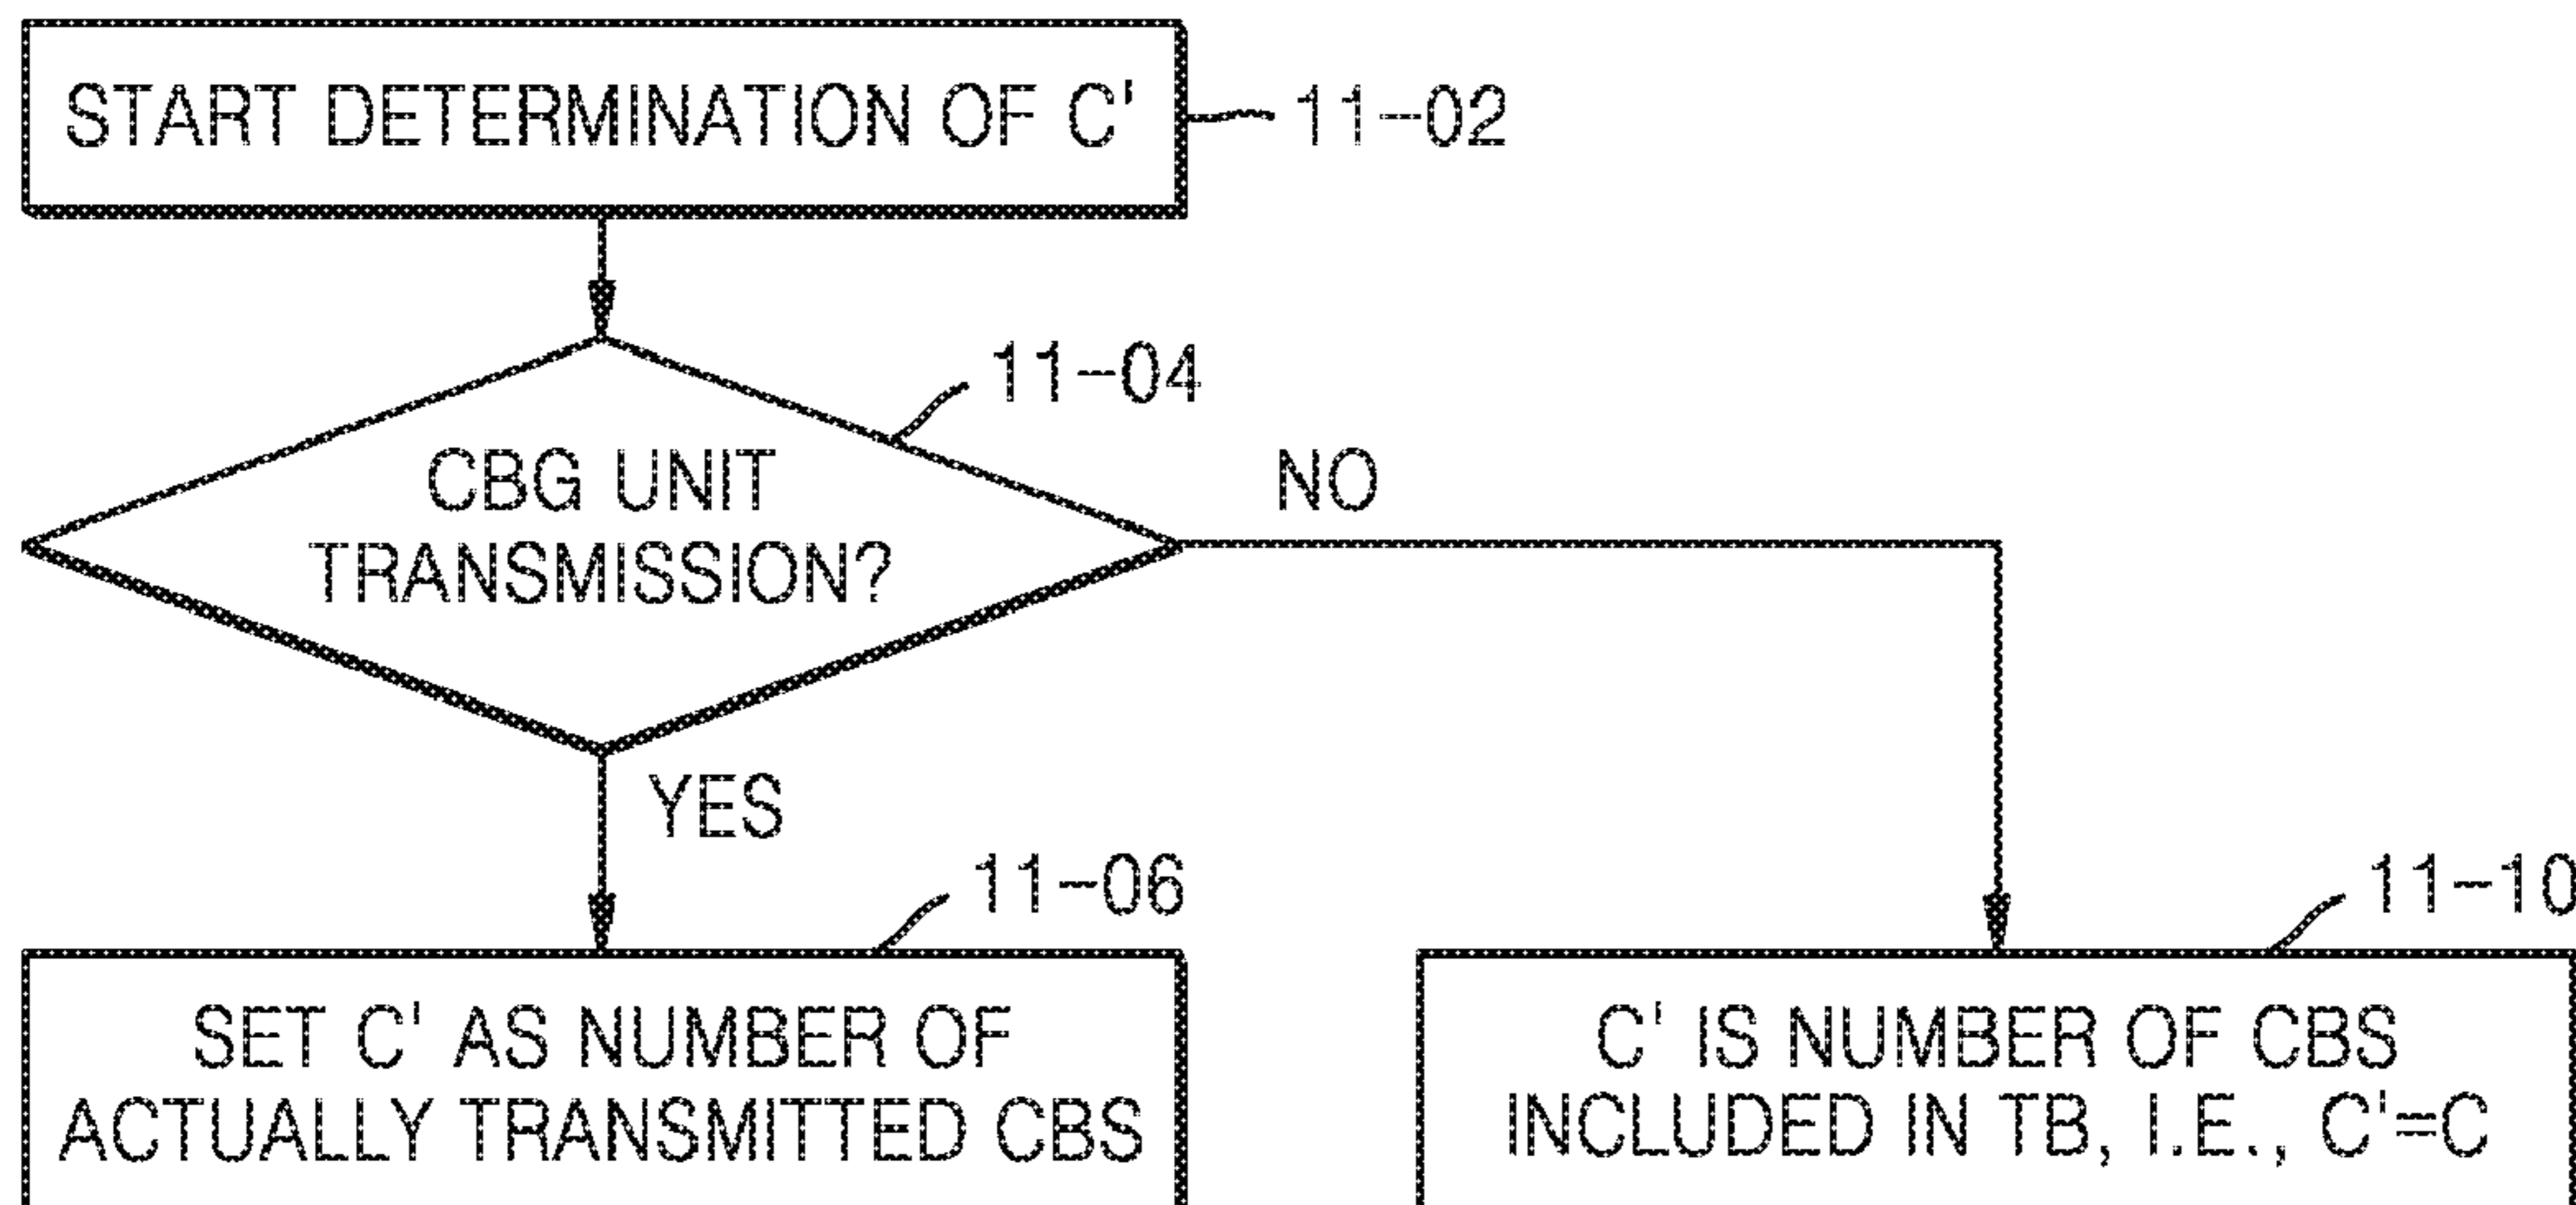 START DETERMINATION OF C'
11-02
11-04
CBG UNIT
TRANSMISSION?
NO
YES
11-06
11-10
SET C' AS NUMBER OF
ACTUALLY TRANSMITTED CBS
C' IS NUMBER OF CBS
INCLUDED IN TB, I.E., C'=C